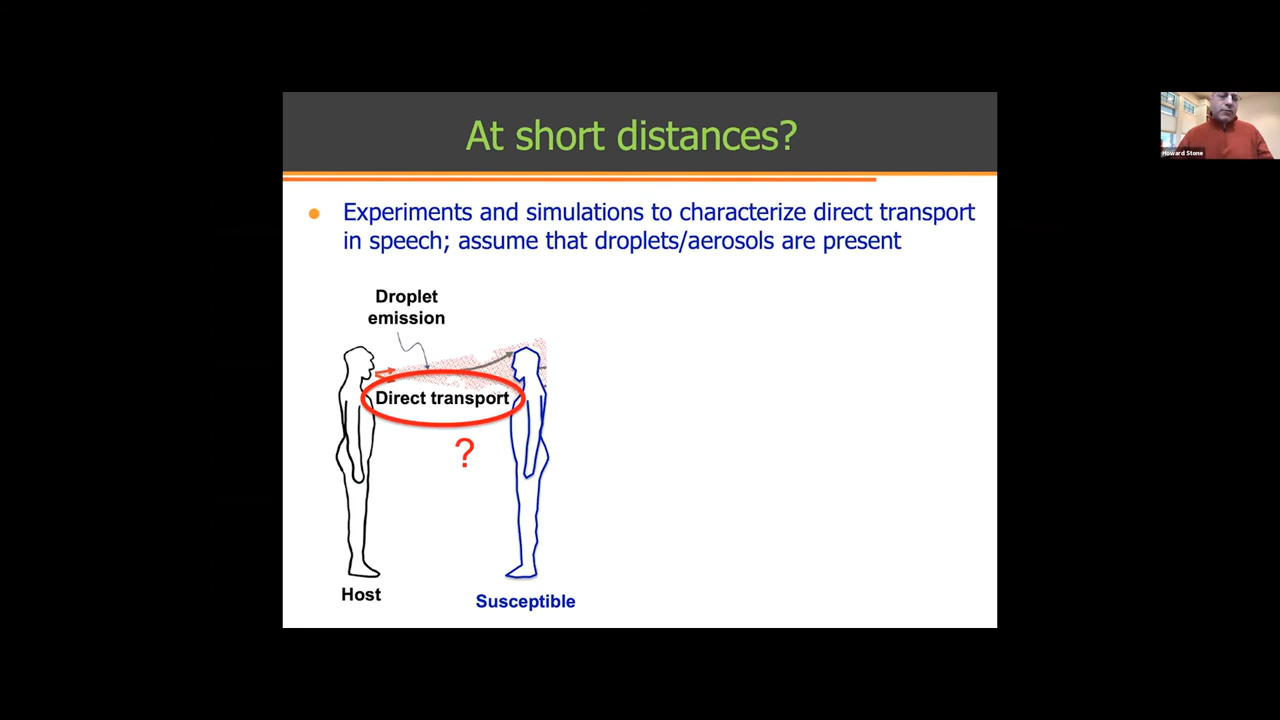 At short distances?
Experiments and simulations to characterize direct transport
in speech; assume that droplets/aerosols are present
Droplet
emission
Direct transport
?
Host
Susceptible
Howard Stone